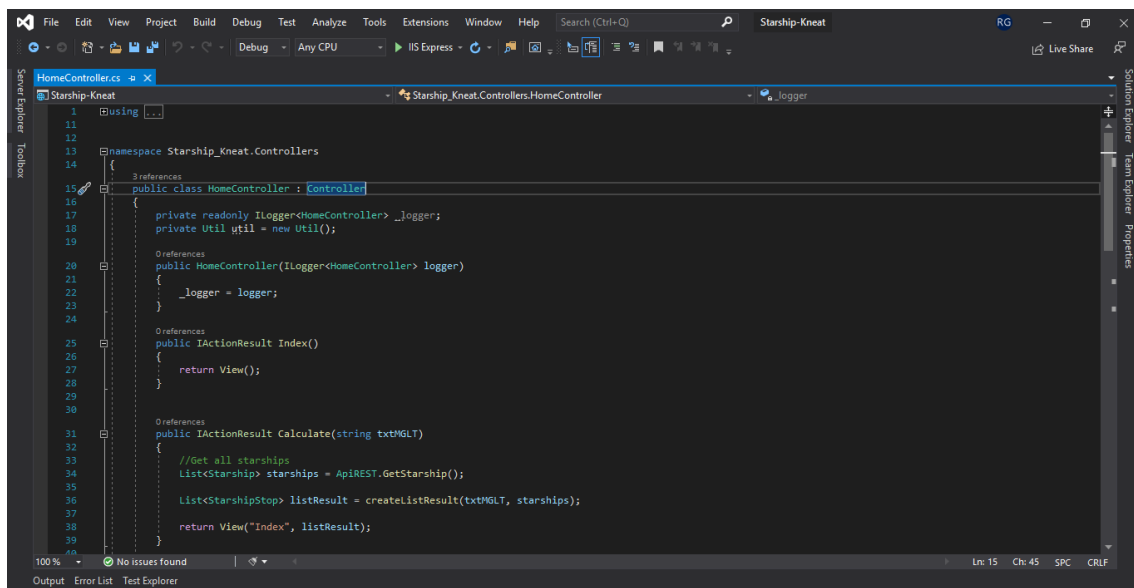 File Edit View Project Build Debug Test Analyze Tools Extensions Window Help Search (Ctrl+Q) Starship-Kneat RG
Debug Any CPU IIS Express Live Share
Server Explorer
Toolbox
HomeController.cs
Starship-Kneat Starship_Kneat.Controllers.HomeController _logger
1 using ...
11
12
13 namespace Starship_Kneat.Controllers
14 {
3 references
15 public class HomeController : Controller
16 {
17 private readonly ILogger<HomeController> _logger;
18 private Util util = new Util();
19
0 references
20 public HomeController(ILogger<HomeController> logger)
21 {
22 _logger = logger;
23 }
24
0 references
25 public IActionResult Index()
26 {
27 return View();
28 }
29
30
0 references
31 public IActionResult Calculate(string txtMGLT)
32 {
33 //Get all starships
34 List<Starship> starships = ApiREST.GetStarship();
35
36 List<StarshipStop> listResult = createListResult(txtMGLT, starships);
37
38 return View("Index", listResult);
39 }
40
Solution Explorer
Team Explorer
Properties
100 % No issues found Ln: 15 Ch: 45 SPC CRLF
Output Error List Test Explorer